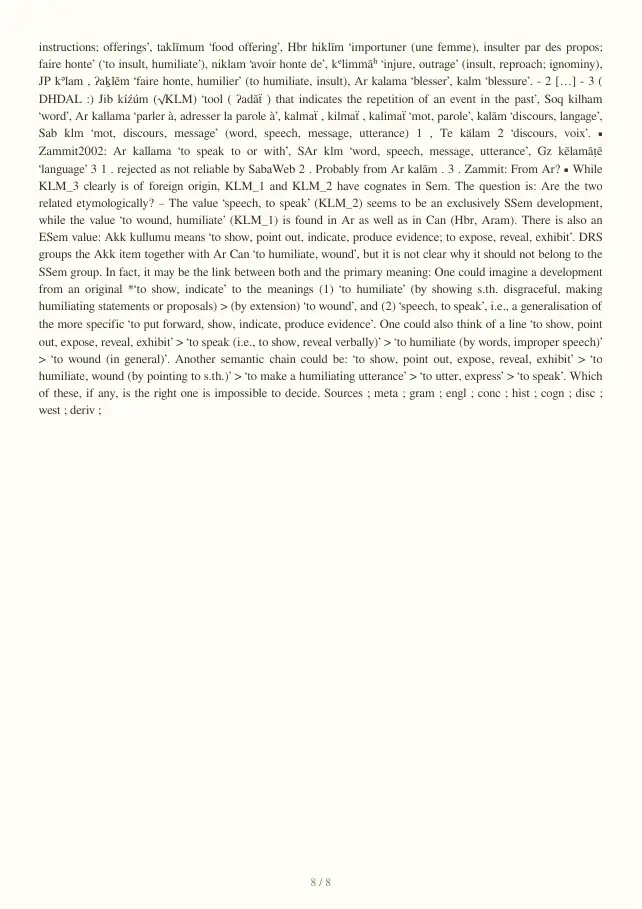 instructions; offerings’, taklīmum ‘food offering’, Hbr hiklīm ‘importuner (une femme), insulter par des propos;
faire honte’ (‘to insult, humiliate’), niklam ‘avoir honte de’, kᵉlimmāʰ ‘injure, outrage’ (insult, reproach; ignominy),
JP kᵊlam , ʔaḵlēm ‘faire honte, humilier’ (to humiliate, insult), Ar kalama ‘blesser’, kalm ‘blessure’. - 2 […] - 3 (
DHDAL :) Jib kíźúm (√KLM) ‘tool ( ʔadāẗ ) that indicates the repetition of an event in the past’, Soq kilham
‘word’, Ar kallama ‘parler à, adresser la parole à’, kalmaẗ , kilmaẗ , kalimaẗ ‘mot, parole’, kalām ‘discours, langage’,
Sab klm ‘mot, discours, message’ (word, speech, message, utterance) 1 , Te kälam 2 ‘discours, voix’. ▪
Zammit2002: Ar kallama ‘to speak to or with’, SAr klm ‘word, speech, message, utterance’, Gz kēlamāṭē
‘language’ 3 1 . rejected as not reliable by SabaWeb 2 . Probably from Ar kalām . 3 . Zammit: From Ar? ▪ While
KLM_3 clearly is of foreign origin, KLM_1 and KLM_2 have cognates in Sem. The question is: Are the two
related etymologically? – The value ‘speech, to speak’ (KLM_2) seems to be an exclusively SSem development,
while the value ‘to wound, humiliate’ (KLM_1) is found in Ar as well as in Can (Hbr, Aram). There is also an
ESem value: Akk kullumu means ‘to show, point out, indicate, produce evidence; to expose, reveal, exhibit’. DRS
groups the Akk item together with Ar Can ‘to humiliate, wound’, but it is not clear why it should not belong to the
SSem group. In fact, it may be the link between both and the primary meaning: One could imagine a development
from an original *‘to show, indicate’ to the meanings (1) ‘to humiliate’ (by showing s.th. disgraceful, making
humiliating statements or proposals) > (by extension) ‘to wound’, and (2) ‘speech, to speak’, i.e., a generalisation of
the more specific ‘to put forward, show, indicate, produce evidence’. One could also think of a line ‘to show, point
out, expose, reveal, exhibit’ > ‘to speak (i.e., to show, reveal verbally)’ > ‘to humiliate (by words, improper speech)’
> ‘to wound (in general)’. Another semantic chain could be: ‘to show, point out, expose, reveal, exhibit’ > ‘to
humiliate, wound (by pointing to s.th.)’ > ‘to make a humiliating utterance’ > ‘to utter, express’ > ‘to speak’. Which
of these, if any, is the right one is impossible to decide. Sources ; meta ; gram ; engl ; conc ; hist ; cogn ; disc ;
west ; deriv ;
8 / 8